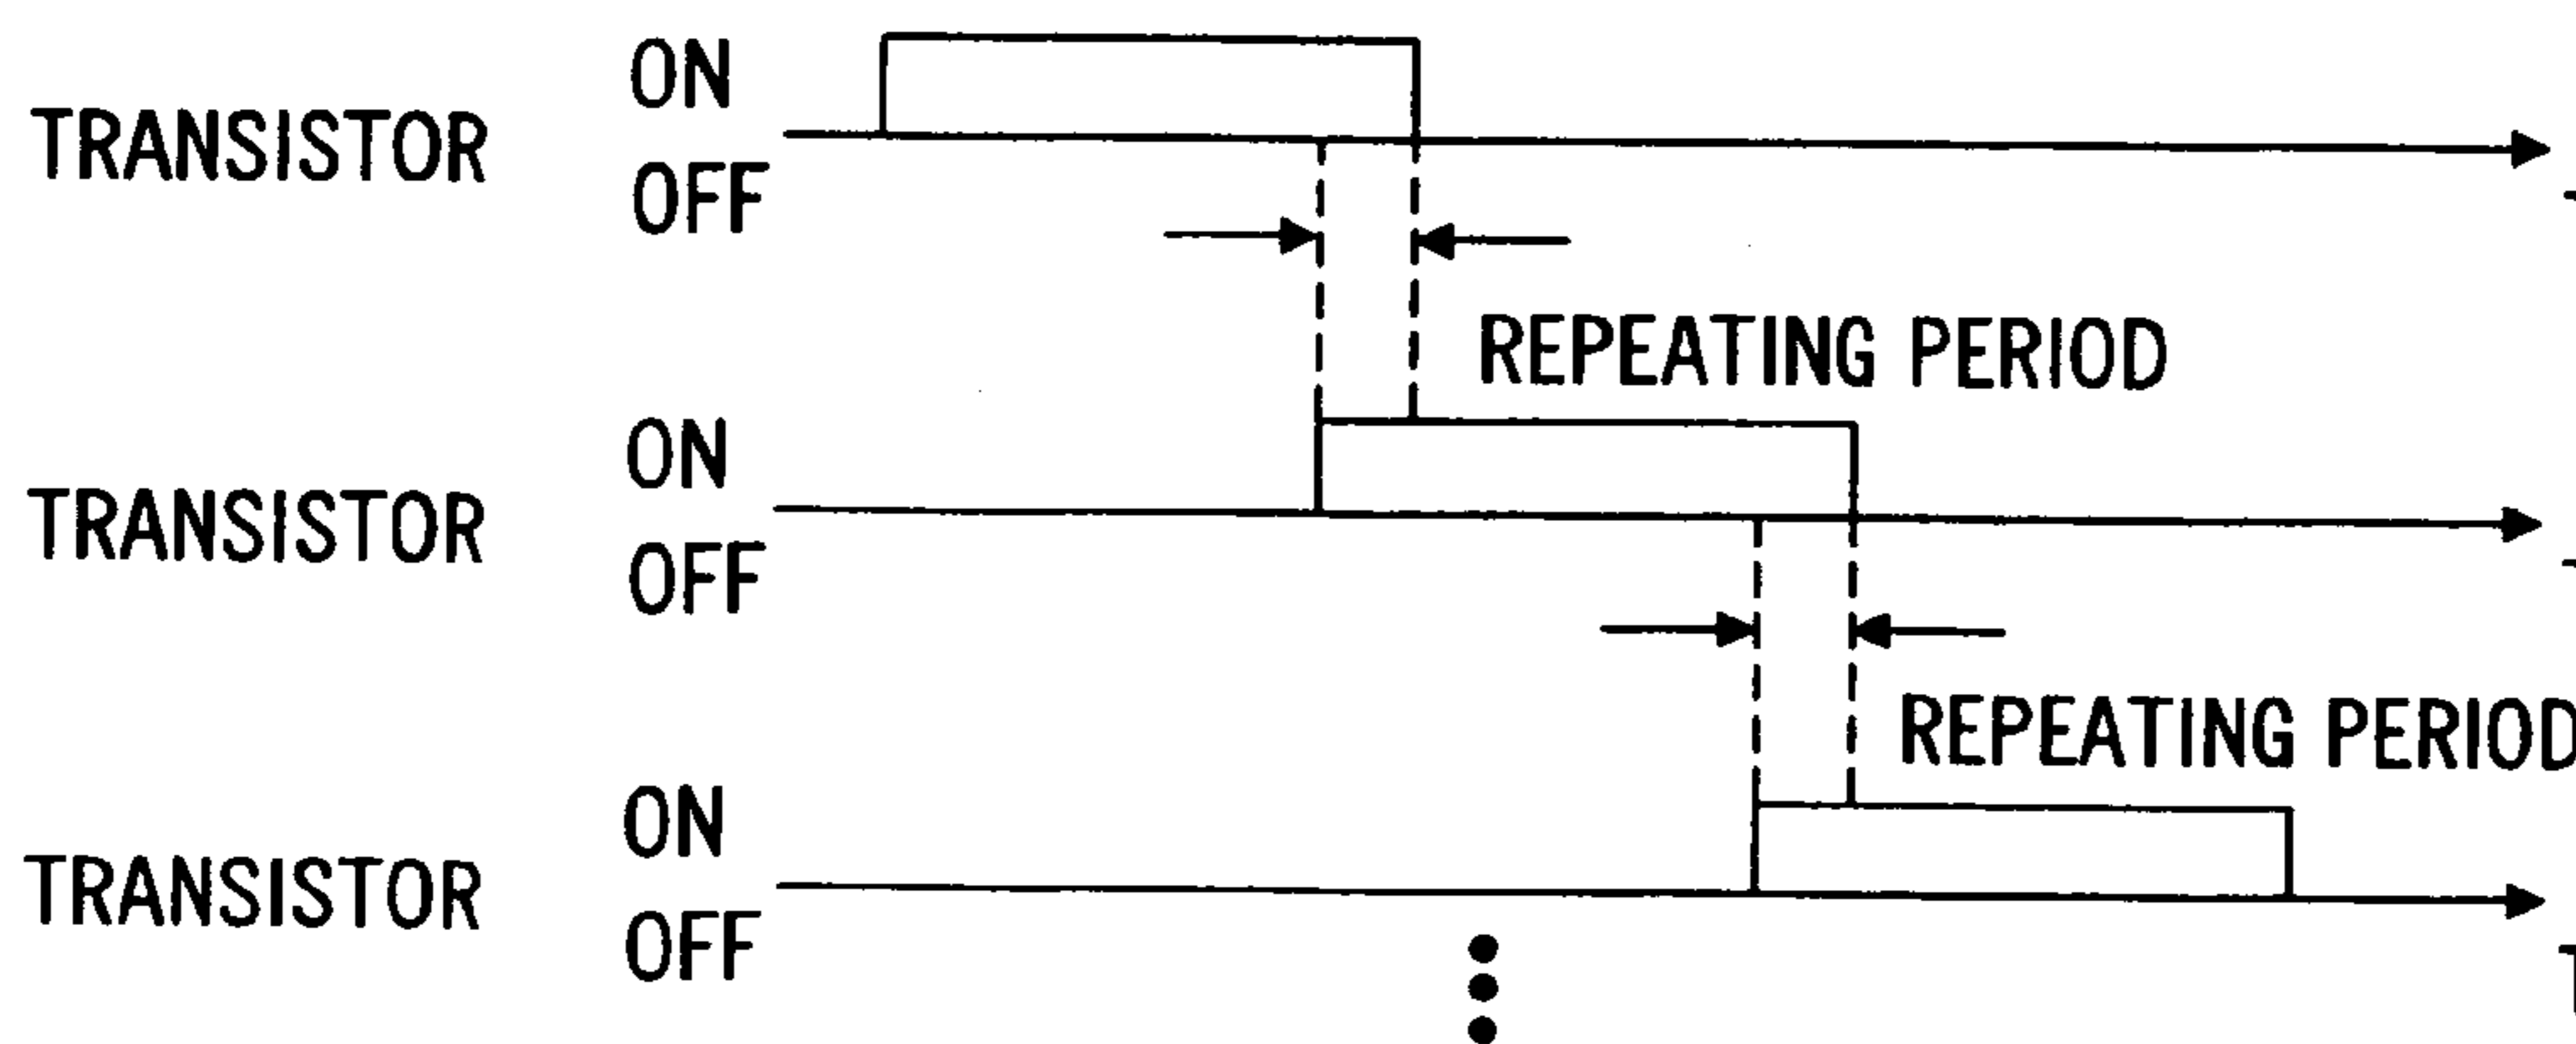 ON
TRANSISTOR
OFF
REPEATING PERIOD
ON
TRANSISTOR
OFF
REPEATING PERIOD
ON
TRANSISTOR
OFF